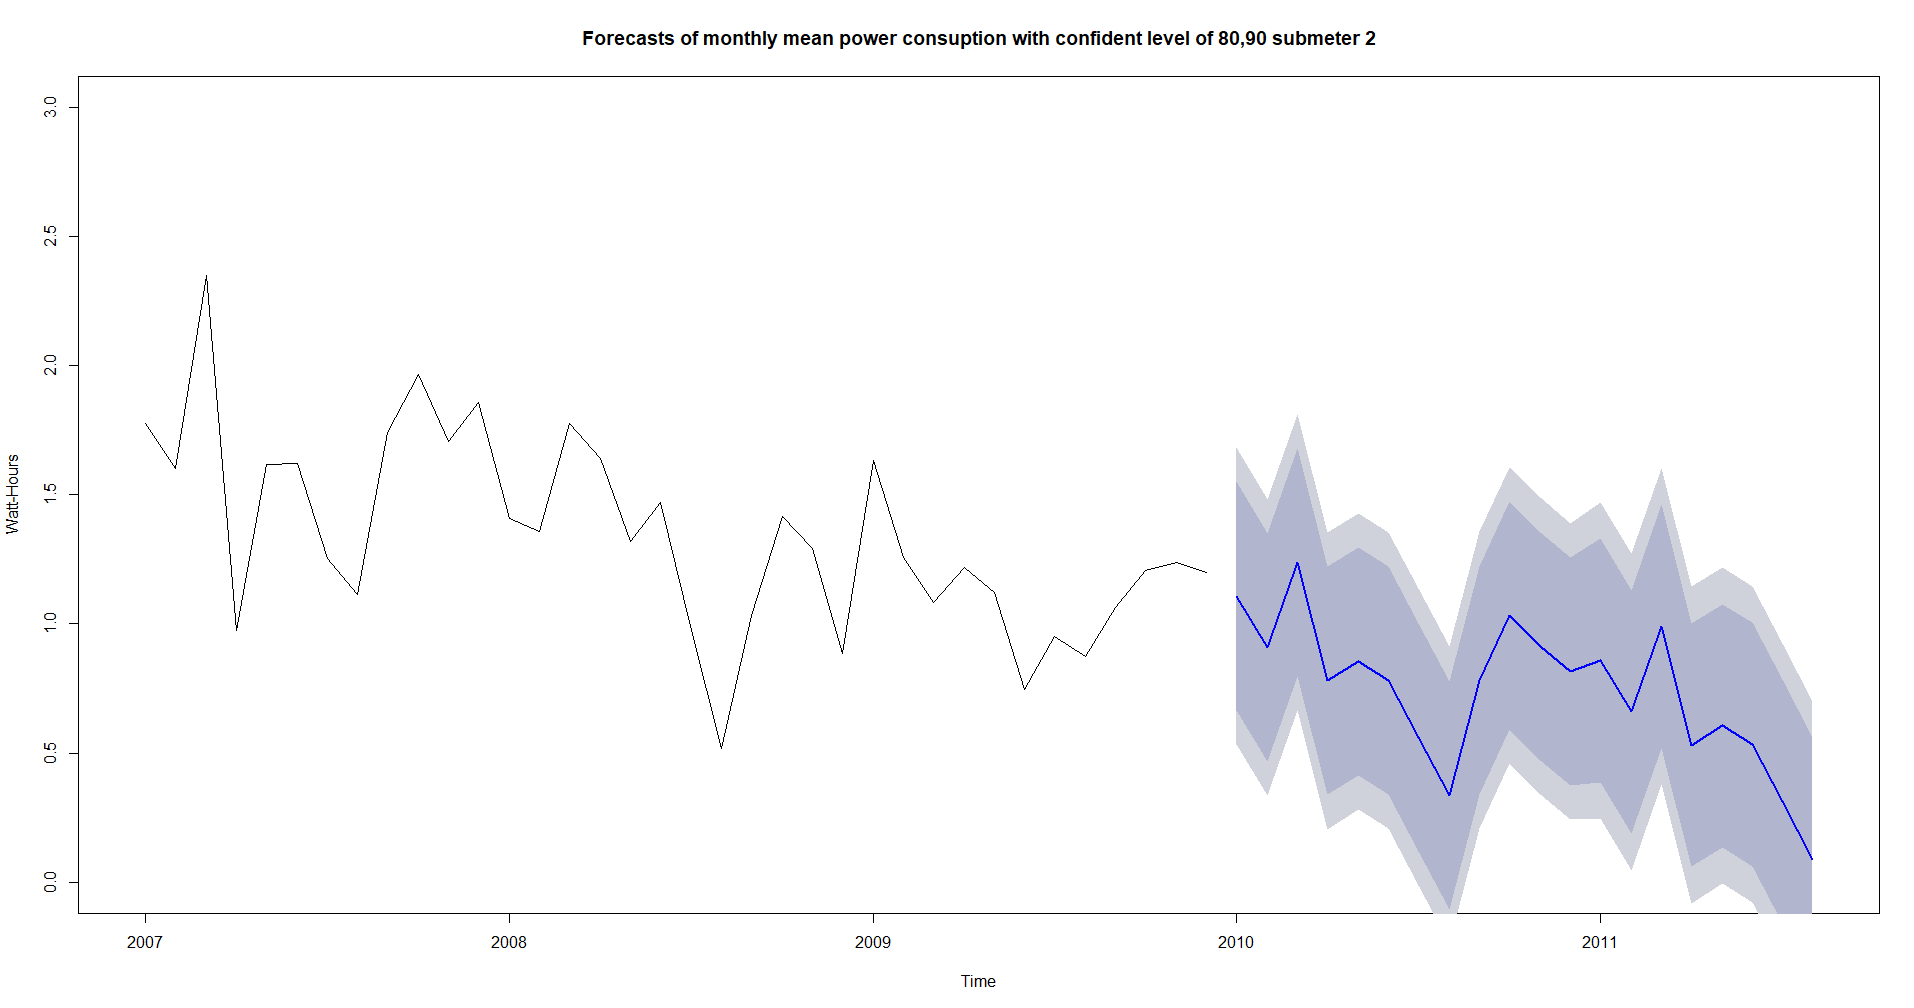 Forecasts of monthly mean power consuption with confident level of 80,90 submeter 2
3.0
2.5
2.0
1.5
1.0
0.5
0.0
Watt-Hours
2007 2008 2009 2010 2011
Time